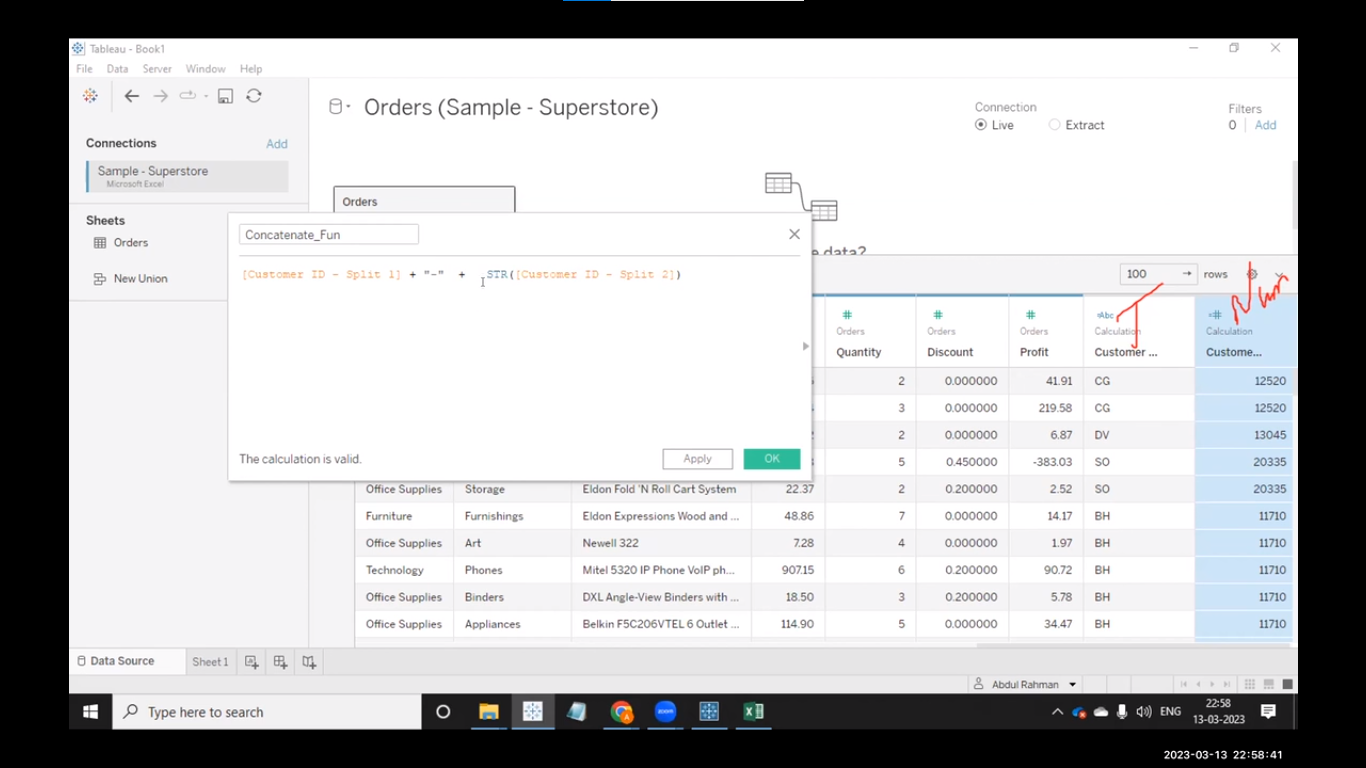 Tableau - Book1
File Data Server Window Help
Connections Add
Sample - Superstore
Microsoft Excel
Sheets
Orders
New Union
Orders (Sample - Superstore)
Connection
Live Extract
Filters
0 Add
Orders
Concatenate_Fun
[Customer ID - Split 1] + "-" + STR([Customer ID - Split 2])
The calculation is valid.
Apply OK
data?
100 rows
T Num
# # # Abc #
Orders Orders Orders Calculation Calculation
Quantity Discount Profit Customer ... Custome...
2 0.000000 41.91 CG 12520
3 0.000000 219.58 CG 12520
2 0.000000 6.87 DV 13045
5 0.450000 -383.03 SO 20335
Office Supplies Storage Eldon Fold 'N Roll Cart System 22.37 2 0.200000 2.52 SO 20335
Furniture Furnishings Eldon Expressions Wood and ... 48.86 7 0.000000 14.17 BH 11710
Office Supplies Art Newell 322 7.28 4 0.000000 1.97 BH 11710
Technology Phones Mitel 5320 IP Phone VoIP ph... 907.15 6 0.200000 90.72 BH 11710
Office Supplies Binders DXL Angle-View Binders with ... 18.50 3 0.200000 5.78 BH 11710
Office Supplies Appliances Belkin F5C206VTEL 6 Outlet ... 114.90 5 0.000000 34.47 BH 11710
Data Source Sheet 1
Abdul Rahman
Type here to search
zoom
ENG
22:58
13-03-2023
2023-03-13 22:58:41